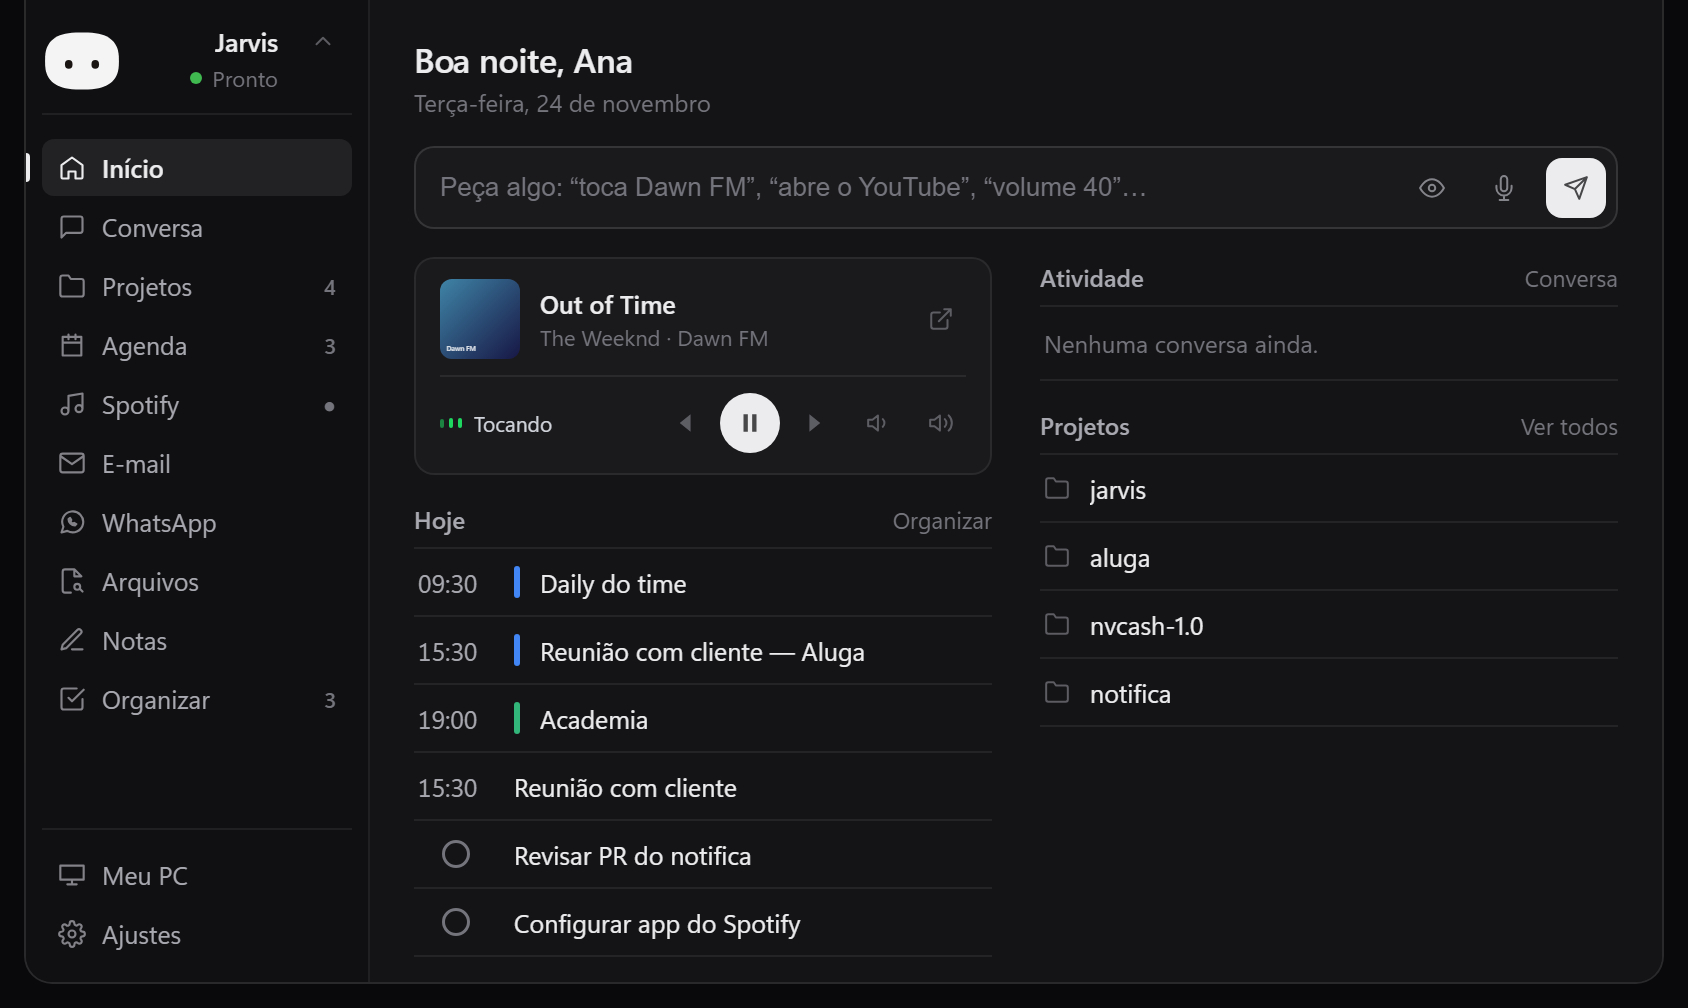 Jarvis
Pronto
Início
Conversa
Projetos 4
Agenda 3
Spotify
E-mail
WhatsApp
Arquivos
Notas
Organizar 3
Meu PC
Ajustes
Boa noite, Ana
Terça-feira, 24 de novembro
Peça algo: “toca Dawn FM”, “abre o YouTube”, “volume 40”…
Dawn FM
Out of Time
The Weeknd · Dawn FM
Tocando
Hoje Organizar
09:30 Daily do time
15:30 Reunião com cliente — Aluga
19:00 Academia
15:30 Reunião com cliente
Revisar PR do notifica
Configurar app do Spotify
Atividade Conversa
Nenhuma conversa ainda.
Projetos Ver todos
jarvis
aluga
nvcash-1.0
notifica